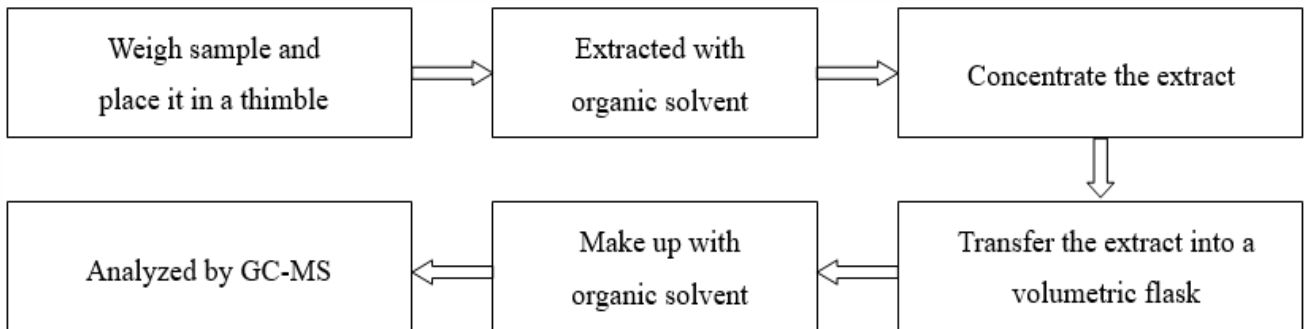 Weigh sample and
place it in a thimble
Extracted with
organic solvent
Concentrate the extract
Transfer the extract into a
volumetric flask
Make up with
organic solvent
Analyzed by GC-MS